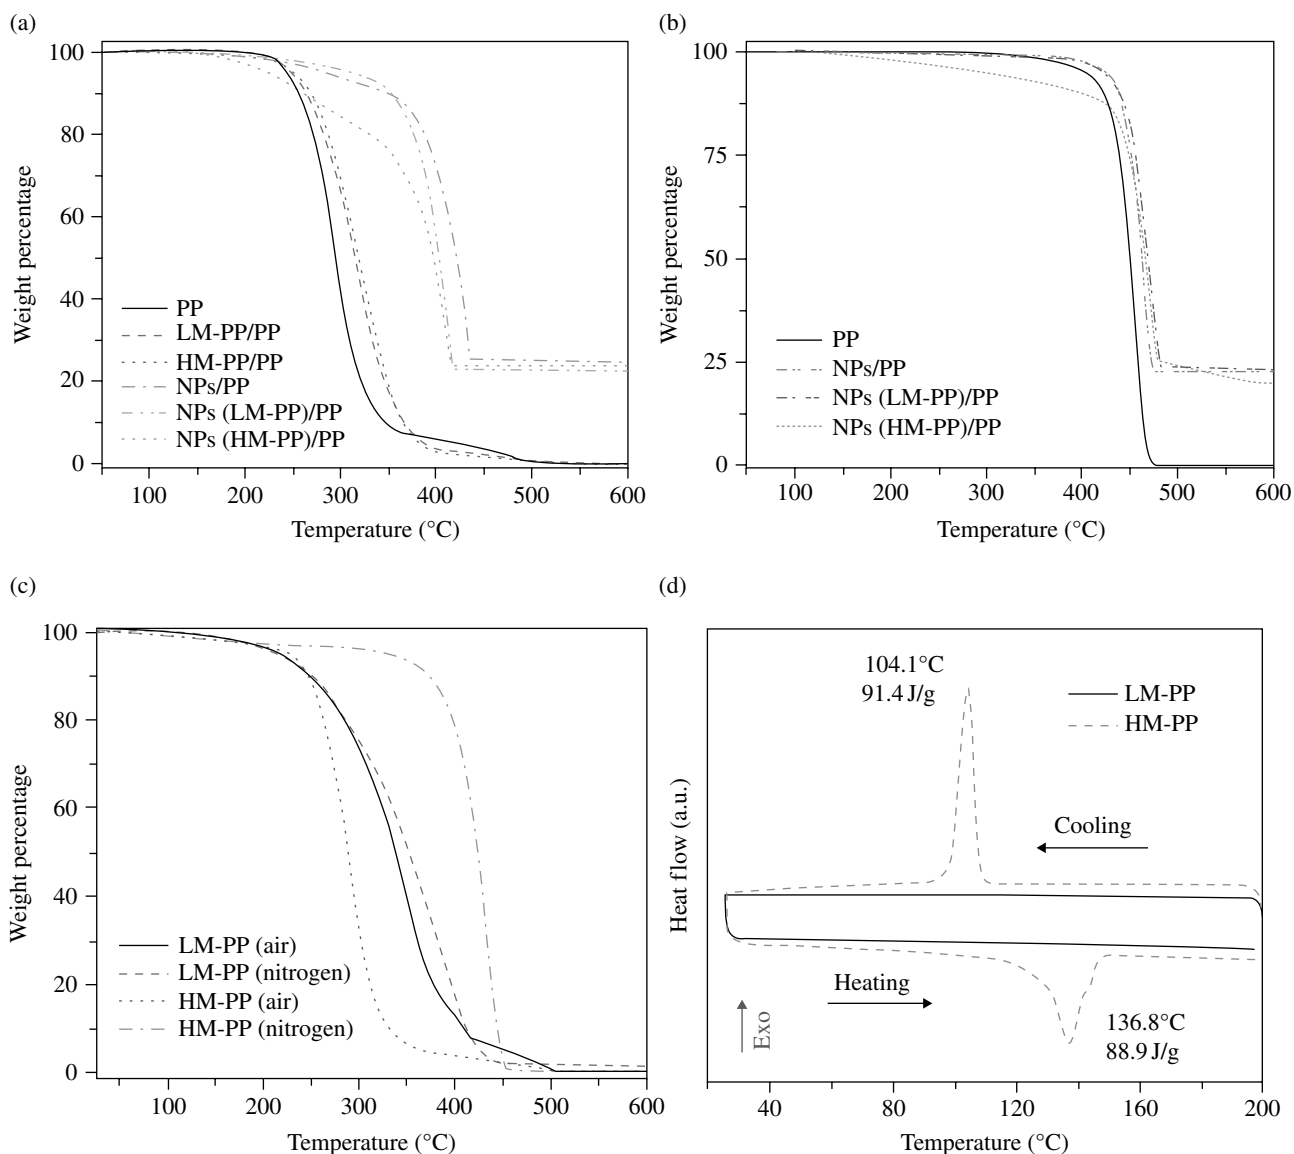 (a)
100
80
60
40
20
0
Weight percentage
PP
LM-PP/PP
HM-PP/PP
NPs/PP
NPs (LM-PP)/PP
NPs (HM-PP)/PP
100 200 300 400 500 600
Temperature (°C)
(b)
100
75
50
25
0
Weight percentage
PP
NPs/PP
NPs (LM-PP)/PP
NPs (HM-PP)/PP
100 200 300 400 500 600
Temperature (°C)
(c)
100
80
60
40
20
0
Weight percentage
LM-PP (air)
LM-PP (nitrogen)
HM-PP (air)
HM-PP (nitrogen)
100 200 300 400 500 600
Temperature (°C)
(d)
Heat flow (a.u.)
104.1°C
91.4 J/g
LM-PP
HM-PP
Cooling
Heating
Exo
136.8°C
88.9 J/g
40 80 120 160 200
Temperature (°C)